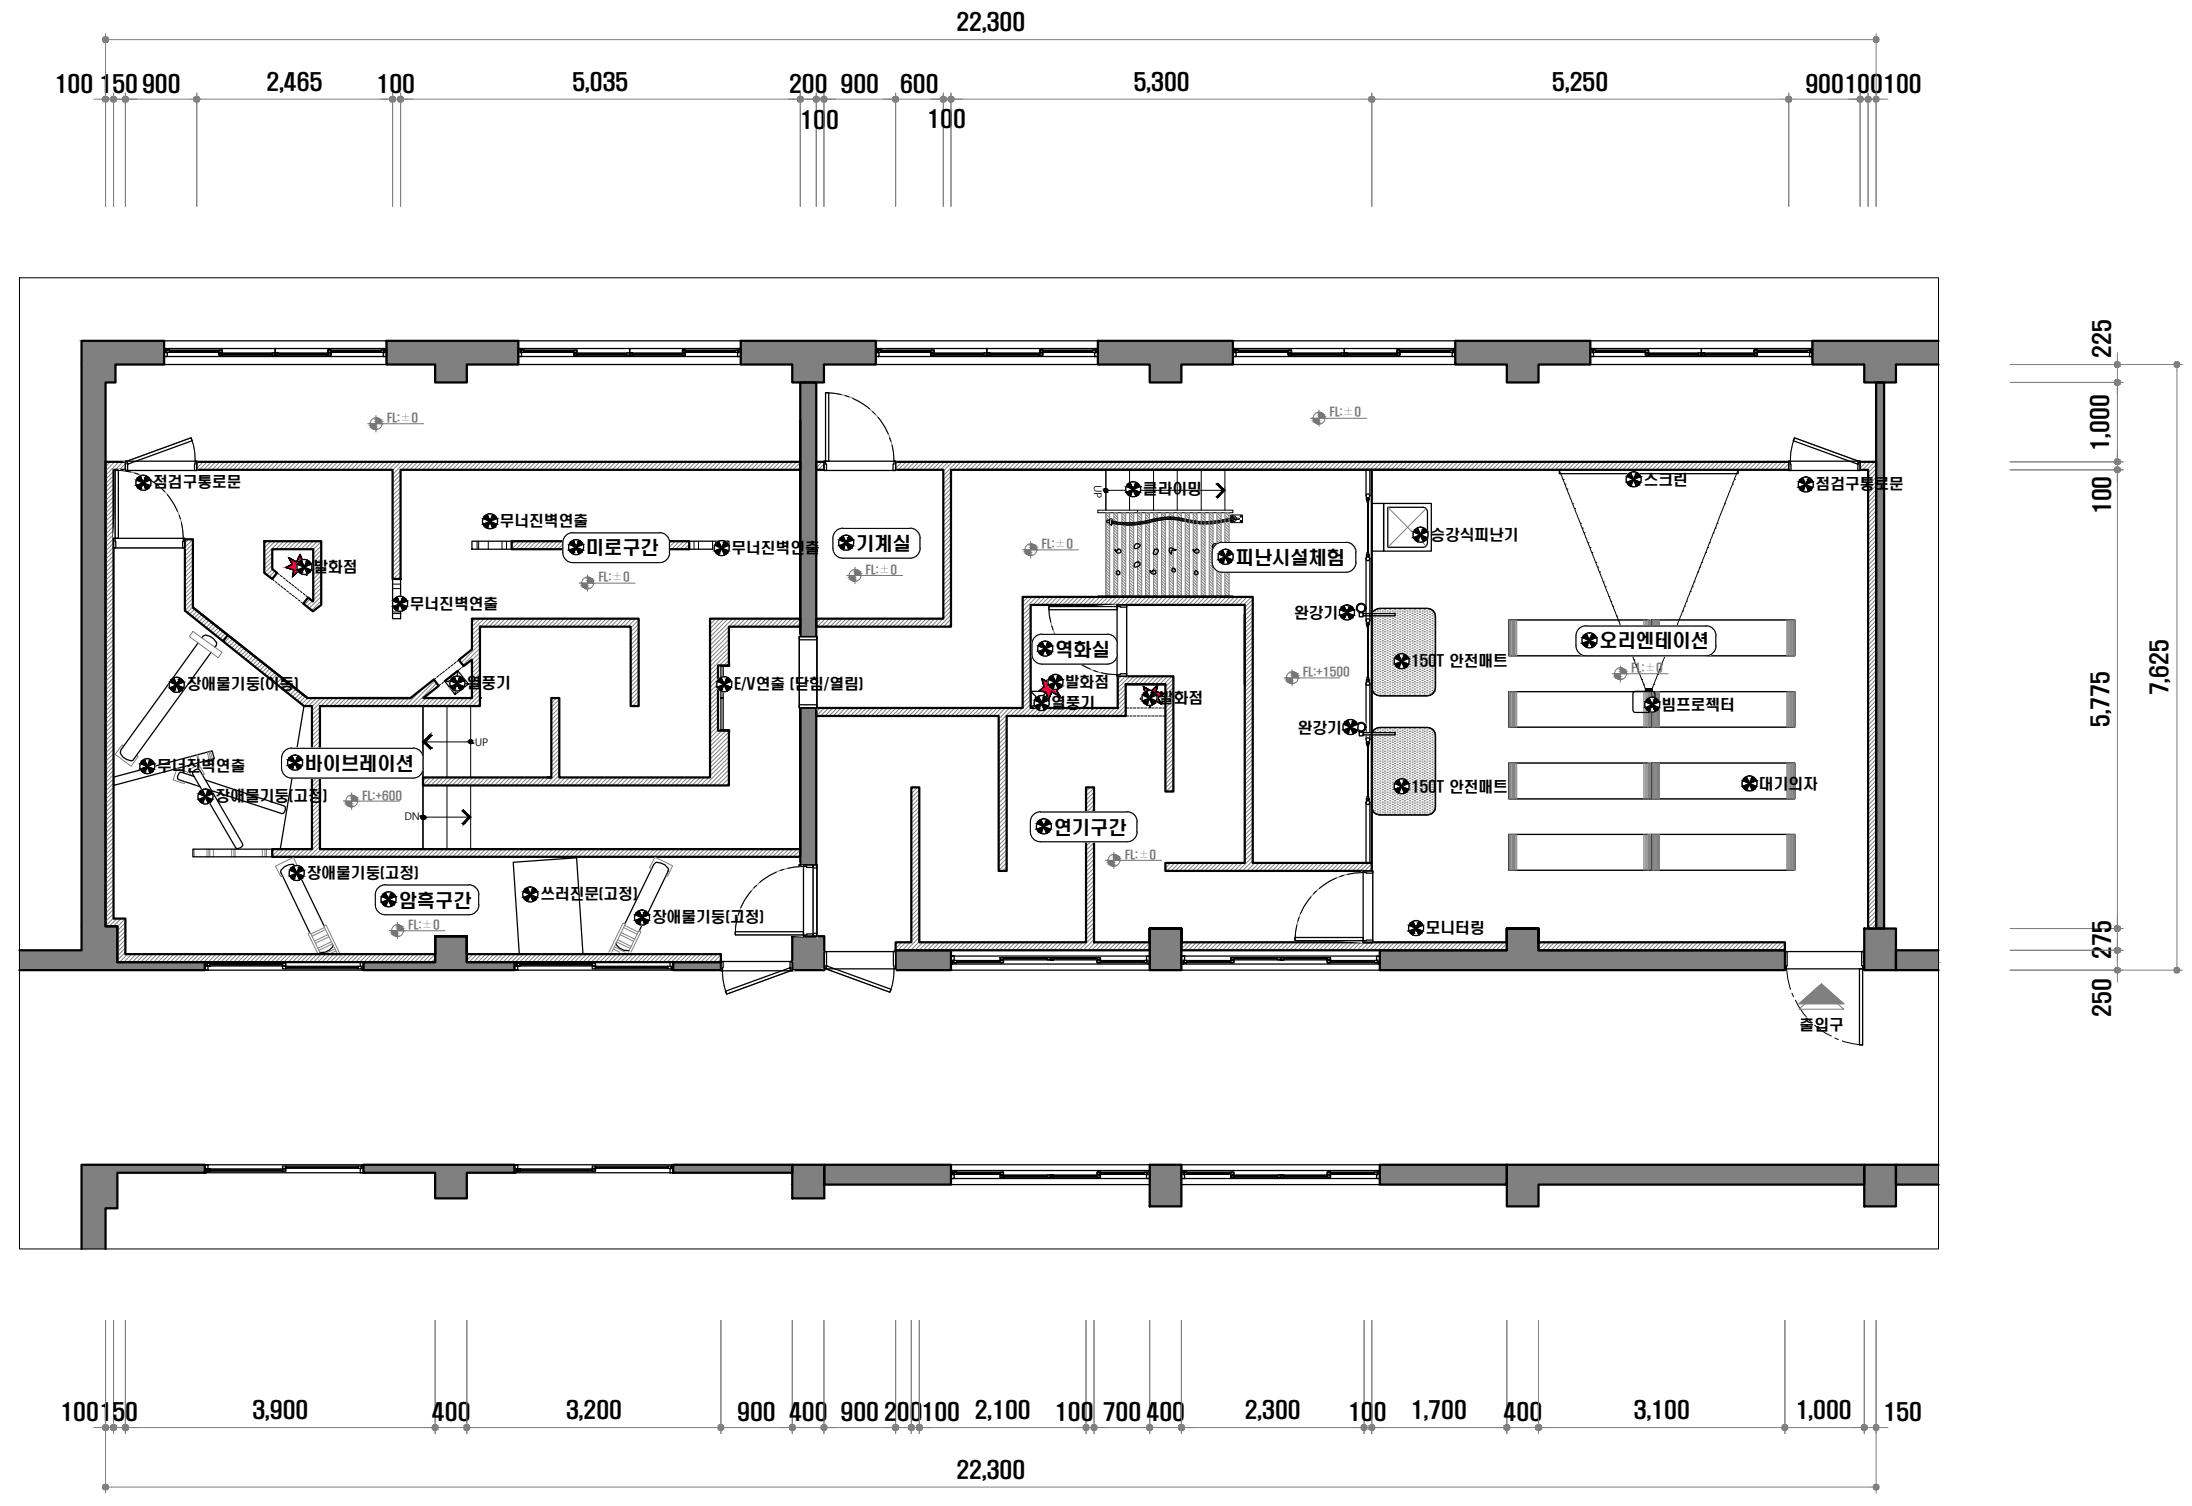 22,300
100 150 900 2,465 100 5,035 200 900 600 5,300 5,250 900 100 100
100 100
225
FL:±0 FL:±0
1,000
점검구통로문 클라이밍 스크린 점검구통로문
UP
100
무너진벽연출
미로구간 무너진벽연출 기계실 승강식피난기
FL:±0 피난시설체험
발화점 FL:±0 FL:±0
무너진벽연출 완강기
오리엔테이션
역화실 150T 안전매트
7,625
장애물기둥(이동) 열풍기 E/V연출 (닫힘/열림) 발화점 FL:+1500 FL:±0
열풍기 발화점 빔프로젝터
5,775
완강기
UP
무너진벽연출 바이브레이션
장애물기둥(고정) FL:+600 150T 안전매트 대기의자
DN 연기구간
FL:±0
장애물기둥(고정)
암흑구간 쓰러진문(고정)
FL:±0 장애물기둥(고정) 모니터링
275
250
출입구
100 150 3,900 400 3,200 900 400 900 200 100 2,100 100 700 400 2,300 100 1,700 400 3,100 1,000 150
22,300